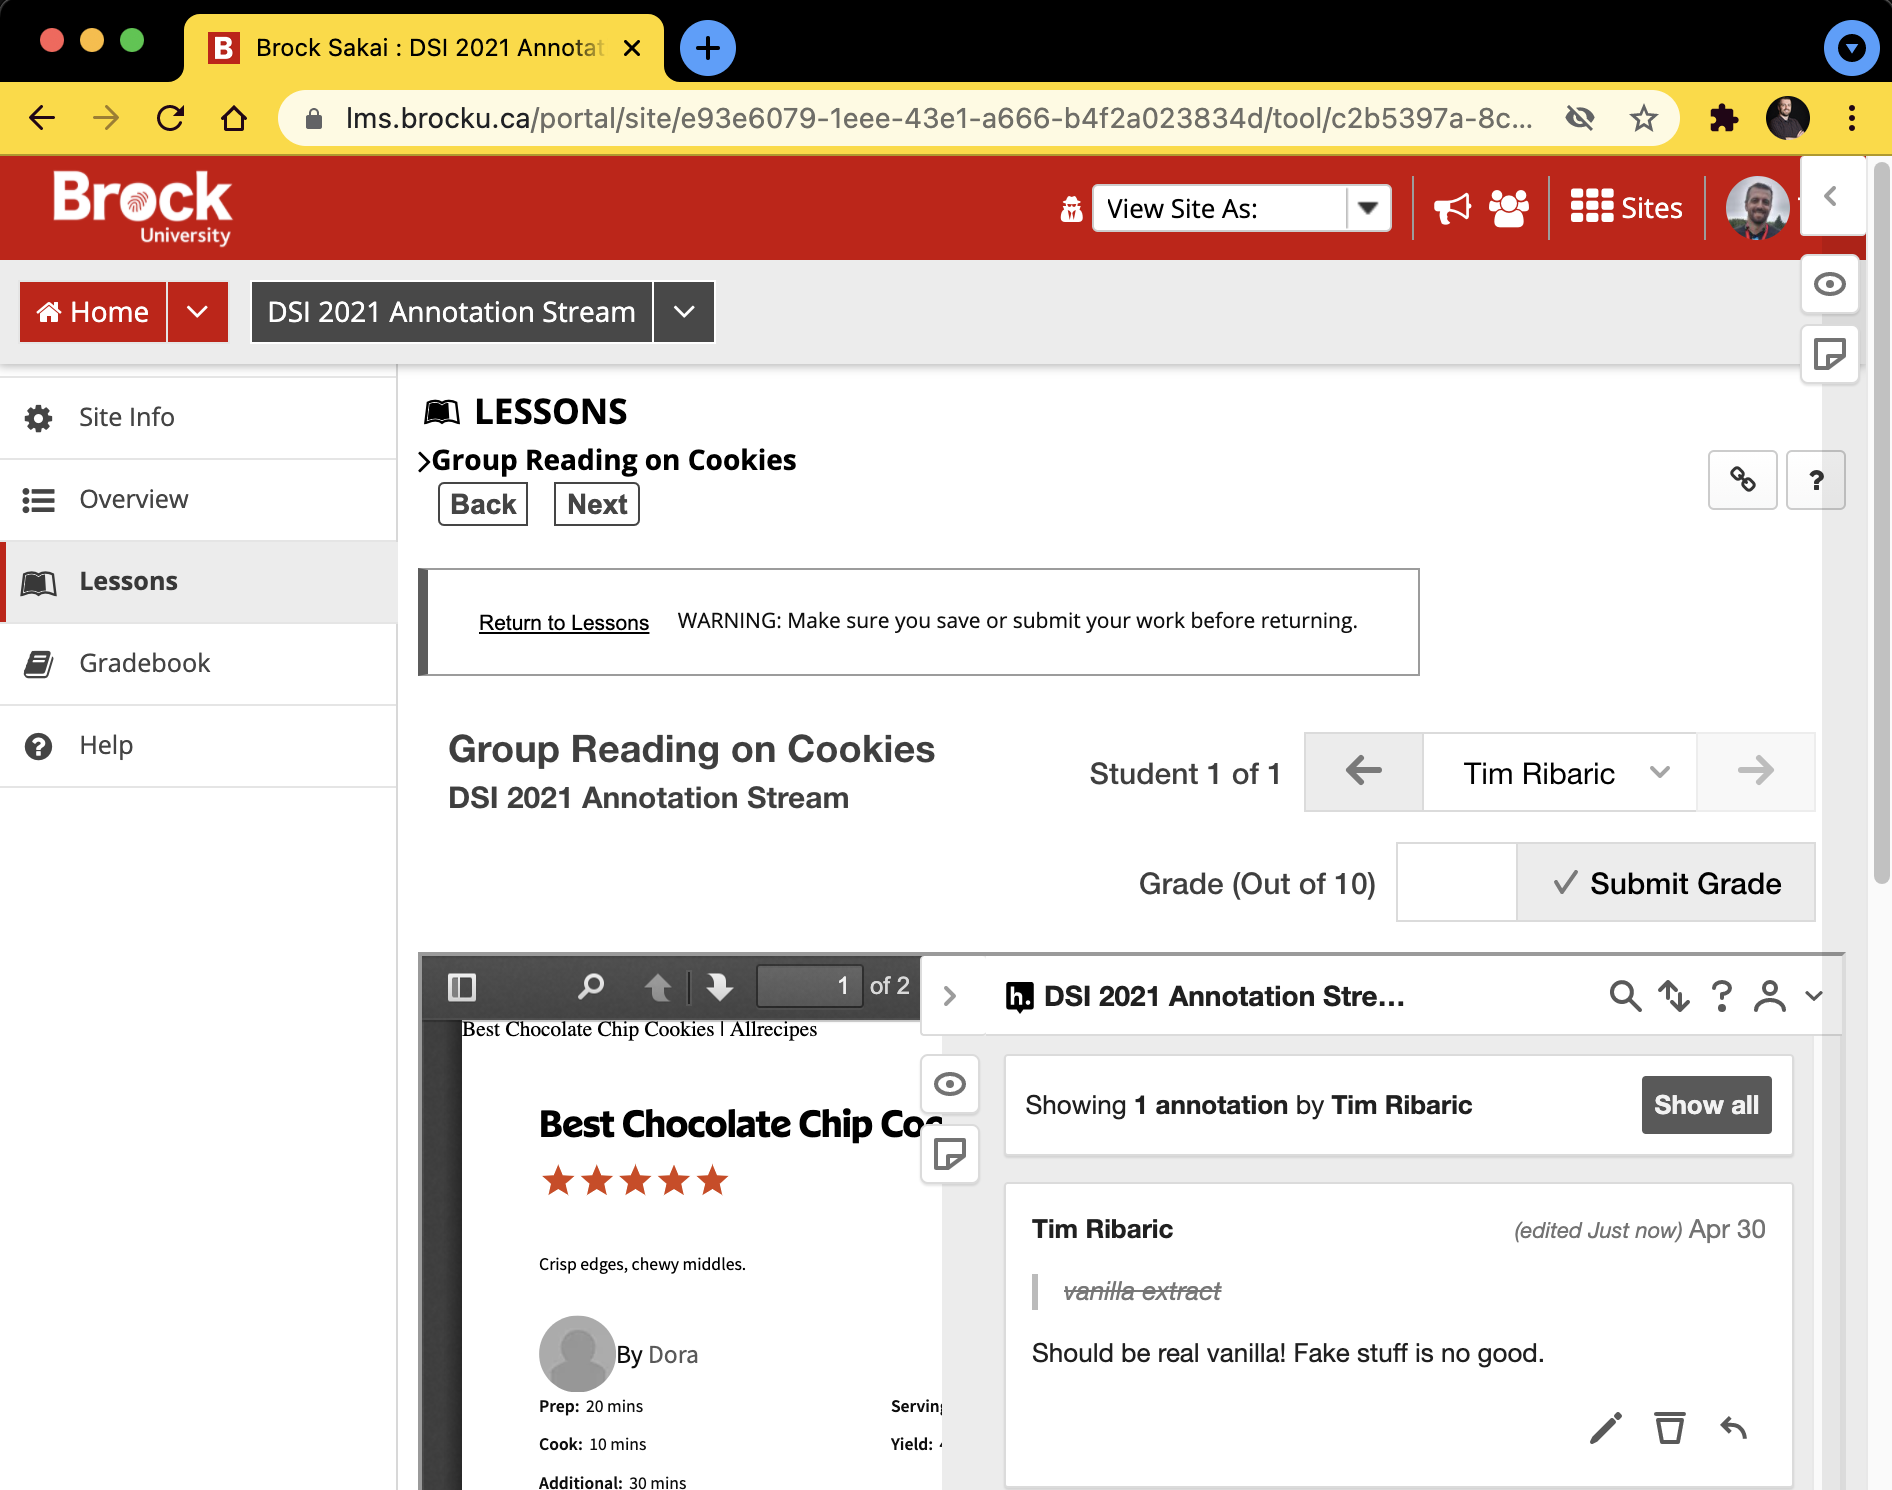 Brock Sakai : DSI 2021 Annotat
lms.brocku.ca/portal/site/e93e6079-1eee-43e1-a666-b4f2a023834d/tool/c2b5397a-8c...
Brock
University
View Site As:
Sites
Home
DSI 2021 Annotation Stream
Site Info
Overview
Lessons
Gradebook
Help
LESSONS
Group Reading on Cookies
Back Next
?
Return to Lessons WARNING: Make sure you save or submit your work before returning.
Group Reading on Cookies
DSI 2021 Annotation Stream
Student 1 of 1
Tim Ribaric
Grade (Out of 10)
Submit Grade
1 of 2
Best Chocolate Chip Cookies | Allrecipes
Best Chocolate Chip Coo
Crisp edges, chewy middles.
By Dora
Prep: 20 mins
Cook: 10 mins
Additional: 30 mins
Serving
Yield: 4
h. DSI 2021 Annotation Stre...
?
Showing 1 annotation by Tim Ribaric
Show all
Tim Ribaric
(edited Just now) Apr 30
vanilla extract
Should be real vanilla! Fake stuff is no good.